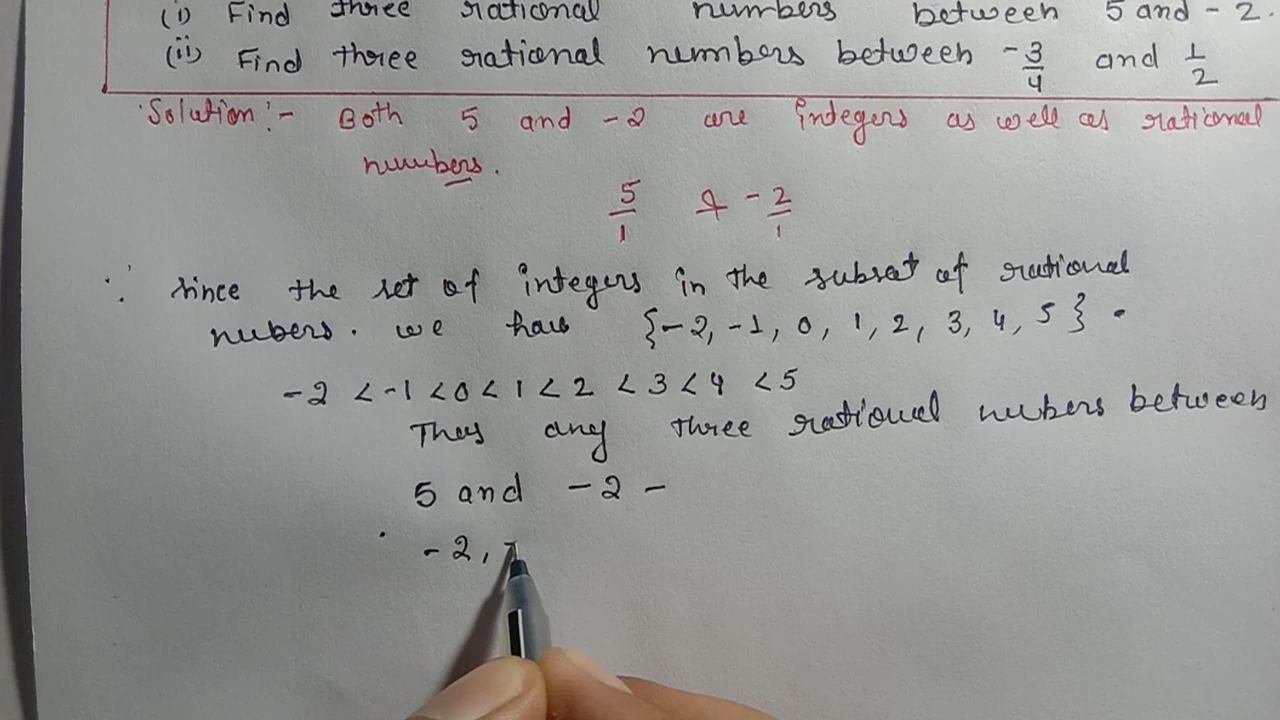 (i) Find three rational numbers between 5 and - 2.
(ii) Find three rational numbers between -3/4 and 1/2
Solution:- Both 5 and -2 are integers as well as rational
numbers.
5/1 & -2/1
∵ since the set of integers in the subset of rational
nubers. we have {-2, -1, 0, 1, 2, 3, 4, 5}.
-2 < -1 < 0 < 1 < 2 < 3 < 4 < 5
Thus any three rational nubers between
5 and -2 -
-2, -